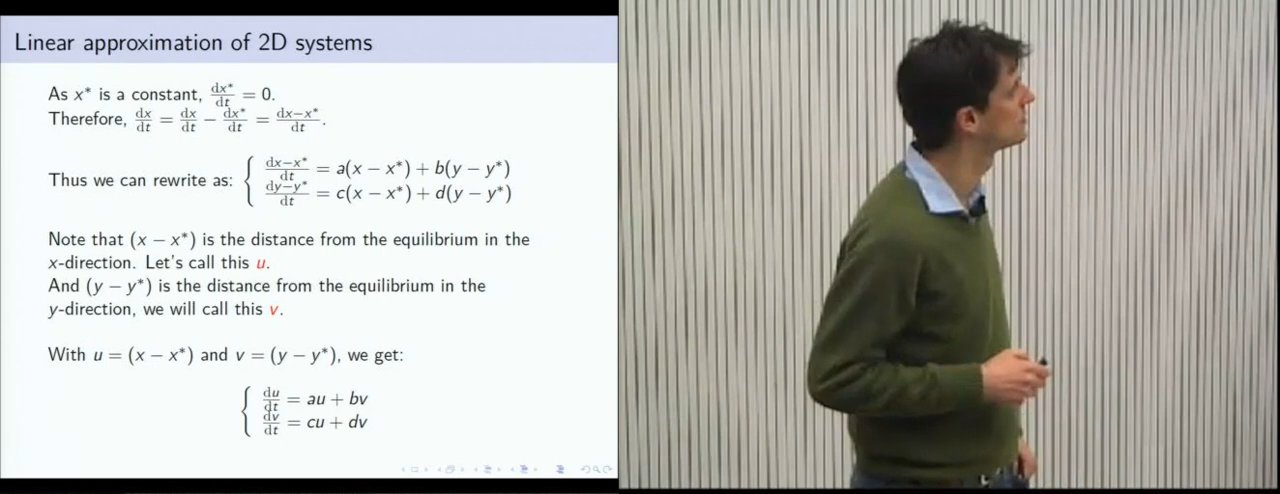 Linear approximation of 2D systems
As x* is a constant, dx*/dt = 0.
Therefore, dx/dt = dx/dt − dx*/dt = dx−x*/dt.
Thus we can rewrite as: { dx−x*/dt = a(x − x*) + b(y − y*)
dy−y*/dt = c(x − x*) + d(y − y*)
Note that (x − x*) is the distance from the equilibrium in the
x-direction. Let's call this u.
And (y − y*) is the distance from the equilibrium in the
y-direction, we will call this v.
With u = (x − x*) and v = (y − y*), we get:
{ du/dt = au + bv
dv/dt = cu + dv